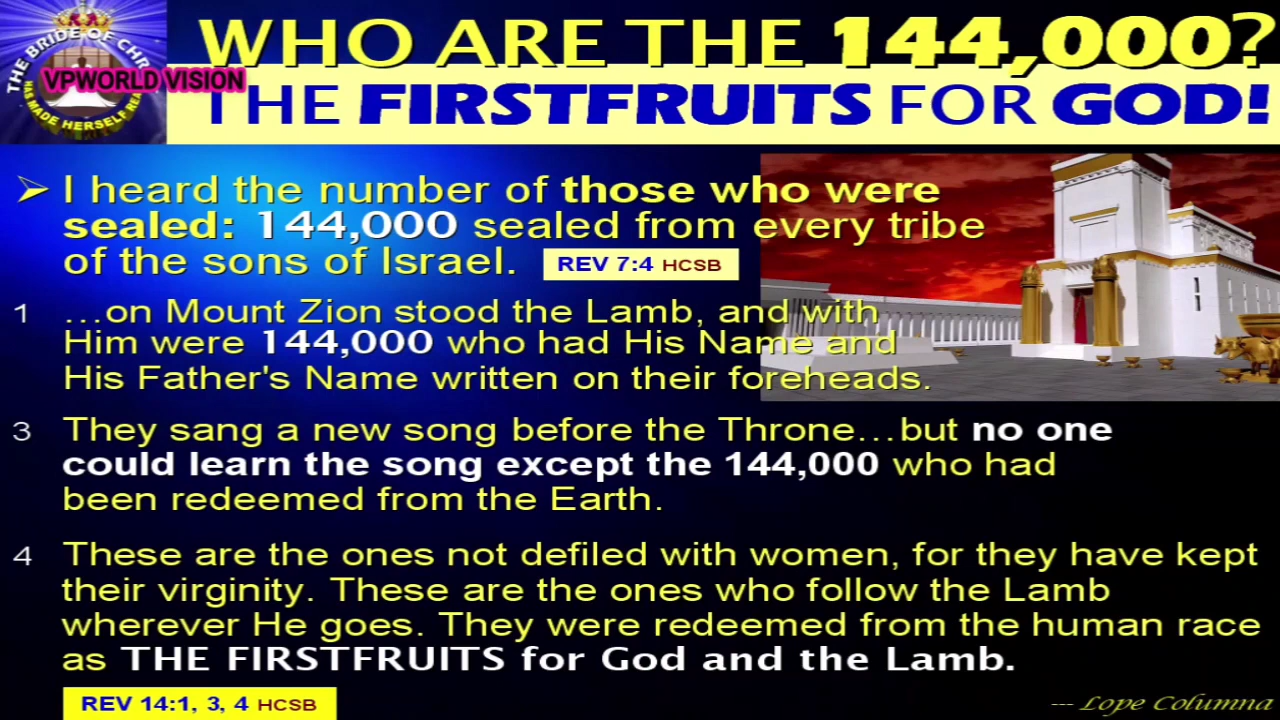 THE BRIDE OF CHR
VPWORLD VISION
HAS MADE HERSELF
WHO ARE THE 144,000?
THE FIRSTFRUITS FOR GOD!
➢ I heard the number of those who were
sealed: 144,000 sealed from every tribe
of the sons of Israel. REV 7:4 HCSB
1 …on Mount Zion stood the Lamb, and with
Him were 144,000 who had His Name and
His Father's Name written on their foreheads.
3 They sang a new song before the Throne…but no one
could learn the song except the 144,000 who had
been redeemed from the Earth.
4 These are the ones not defiled with women, for they have kept
their virginity. These are the ones who follow the Lamb
wherever He goes. They were redeemed from the human race
as THE FIRSTFRUITS for God and the Lamb.
REV 14:1, 3, 4 HCSB
--- Lope Columna